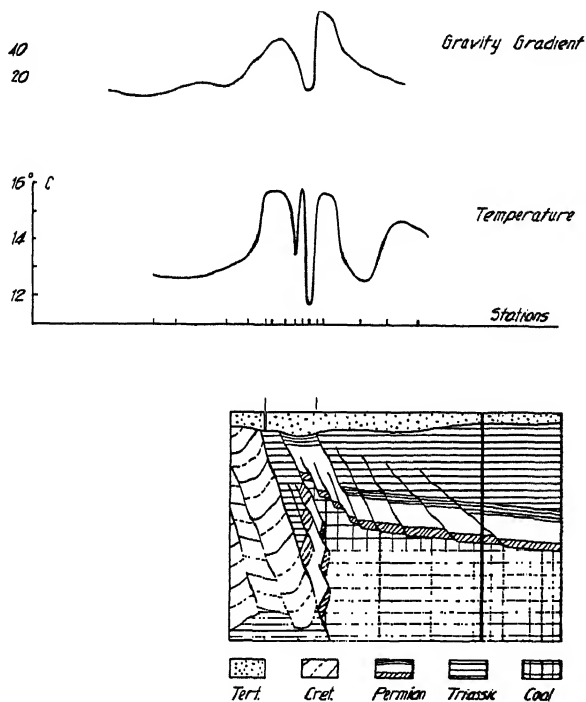 Gravity Gradient
40
20
16° C
14
12
Temperature
Stations
Tert. Cret. Permian Triassic Coal